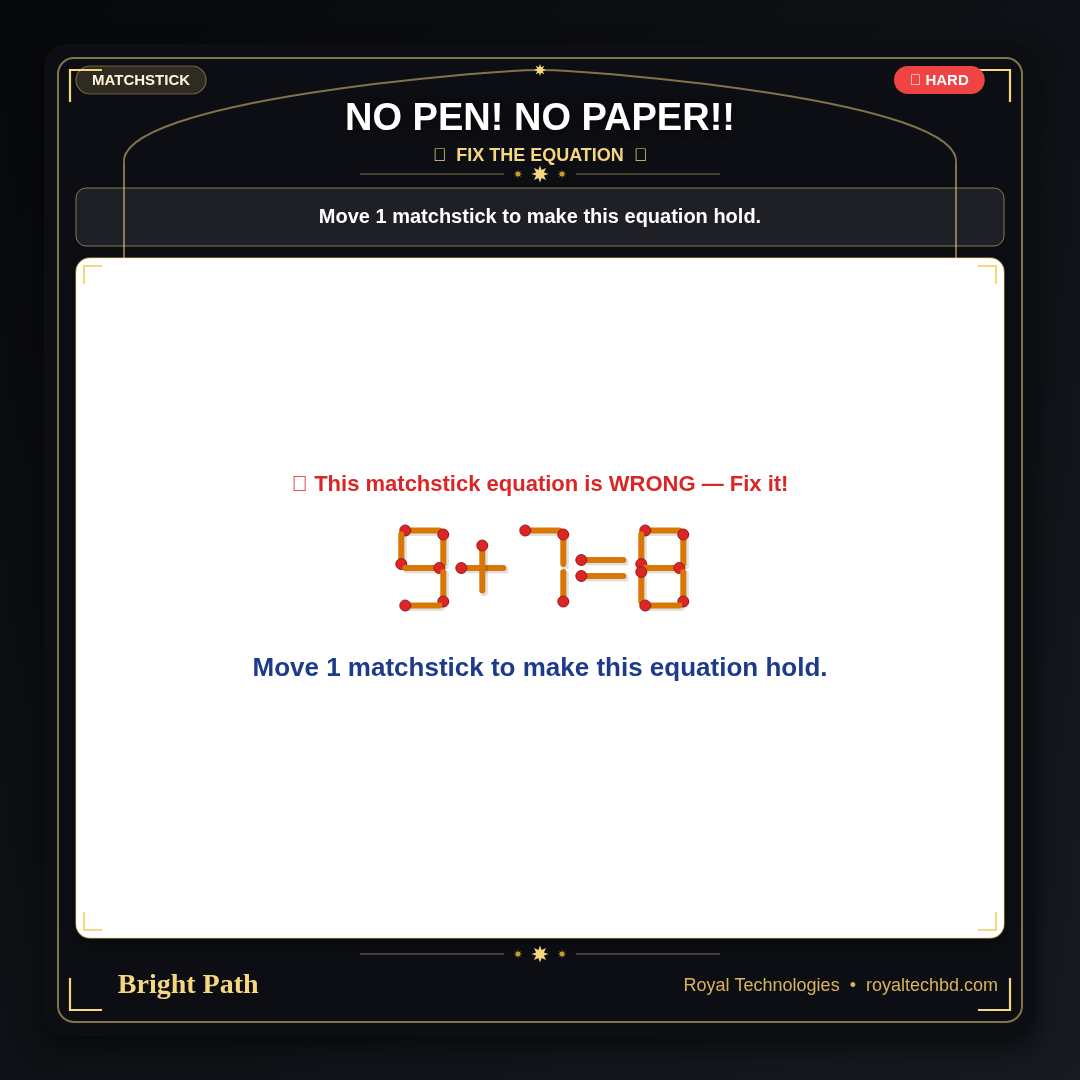 MATCHSTICK
HARD
NO PEN! NO PAPER!!
FIX THE EQUATION
Move 1 matchstick to make this equation hold.
This matchstick equation is WRONG — Fix it!
9+7=8
Move 1 matchstick to make this equation hold.
Bright Path
Royal Technologies • royaltechbd.com